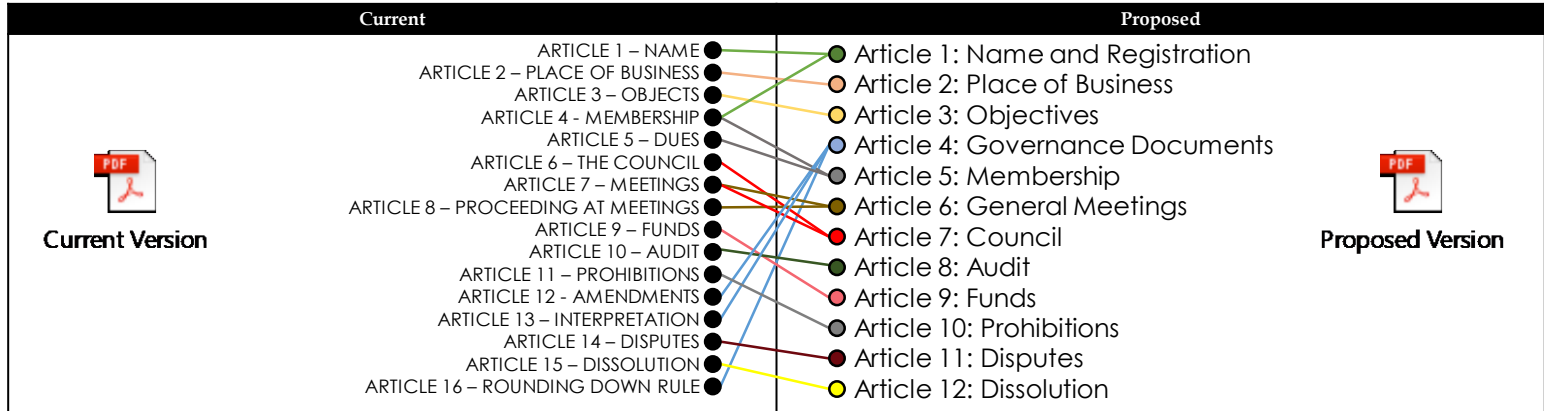 Current
Proposed
ARTICLE 1 – NAME
ARTICLE 2 – PLACE OF BUSINESS
ARTICLE 3 – OBJECTS
ARTICLE 4 - MEMBERSHIP
ARTICLE 5 – DUES
ARTICLE 6 – THE COUNCIL
ARTICLE 7 – MEETINGS
ARTICLE 8 – PROCEEDING AT MEETINGS
ARTICLE 9 – FUNDS
ARTICLE 10 – AUDIT
ARTICLE 11 – PROHIBITIONS
ARTICLE 12 - AMENDMENTS
ARTICLE 13 – INTERPRETATION
ARTICLE 14 – DISPUTES
ARTICLE 15 – DISSOLUTION
ARTICLE 16 – ROUNDING DOWN RULE
Article 1: Name and Registration
Article 2: Place of Business
Article 3: Objectives
Article 4: Governance Documents
Article 5: Membership
Article 6: General Meetings
Article 7: Council
Article 8: Audit
Article 9: Funds
Article 10: Prohibitions
Article 11: Disputes
Article 12: Dissolution
PDF
Current Version
PDF
Proposed Version